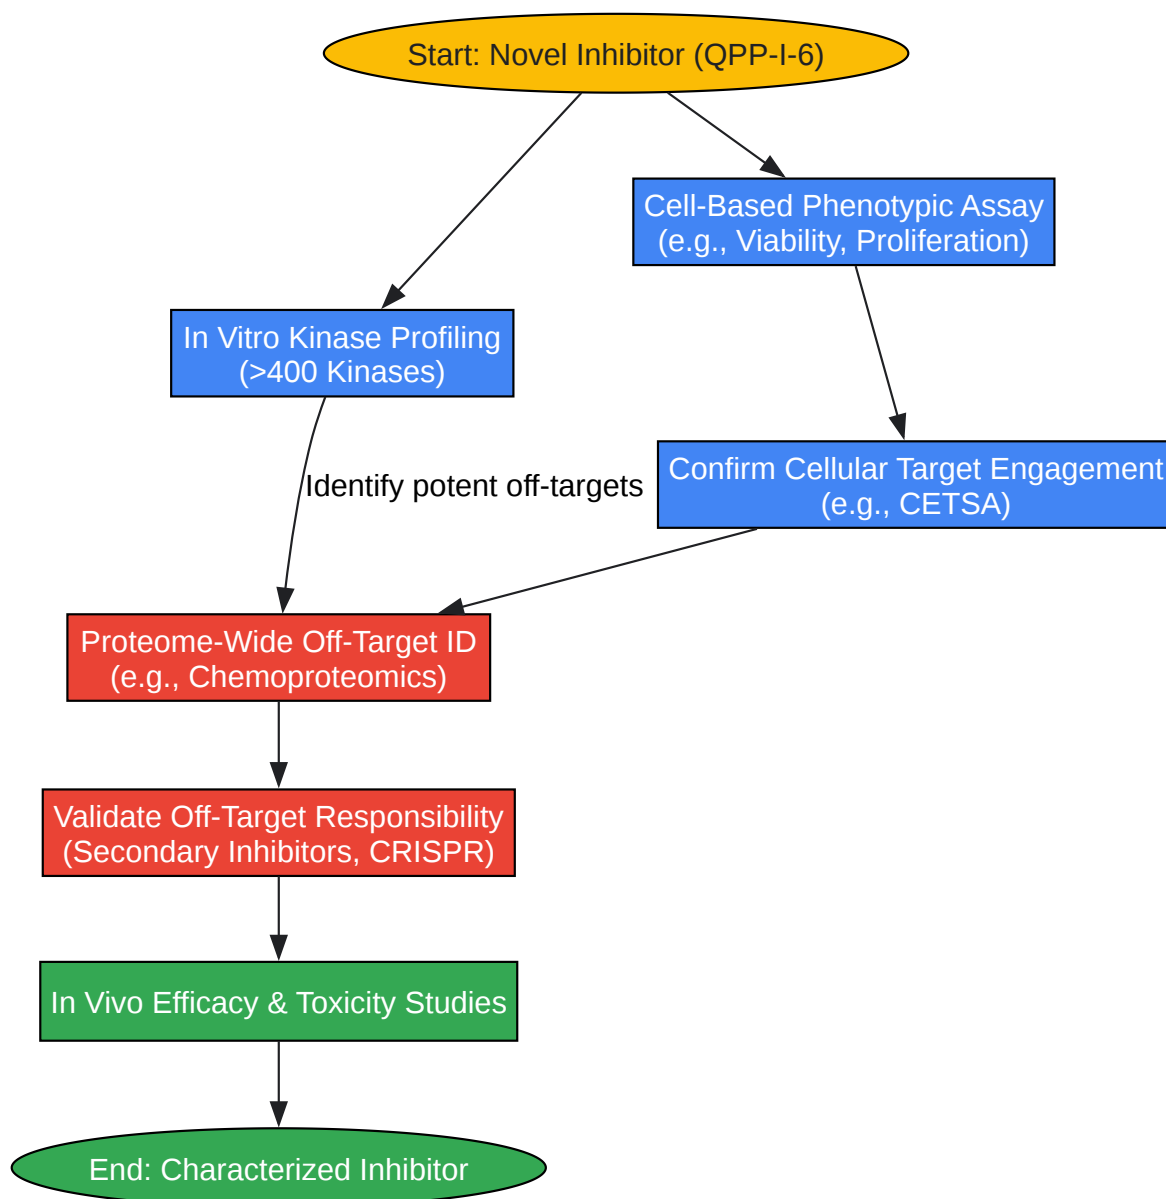 Start: Novel Inhibitor (QPP-I-6)
Cell-Based Phenotypic Assay
(e.g., Viability, Proliferation)
In Vitro Kinase Profiling
(>400 Kinases)
Identify potent off-targets
Confirm Cellular Target Engagement
(e.g., CETSA)
Proteome-Wide Off-Target ID
(e.g., Chemoproteomics)
Validate Off-Target Responsibility
(Secondary Inhibitors, CRISPR)
In Vivo Efficacy & Toxicity Studies
End: Characterized Inhibitor